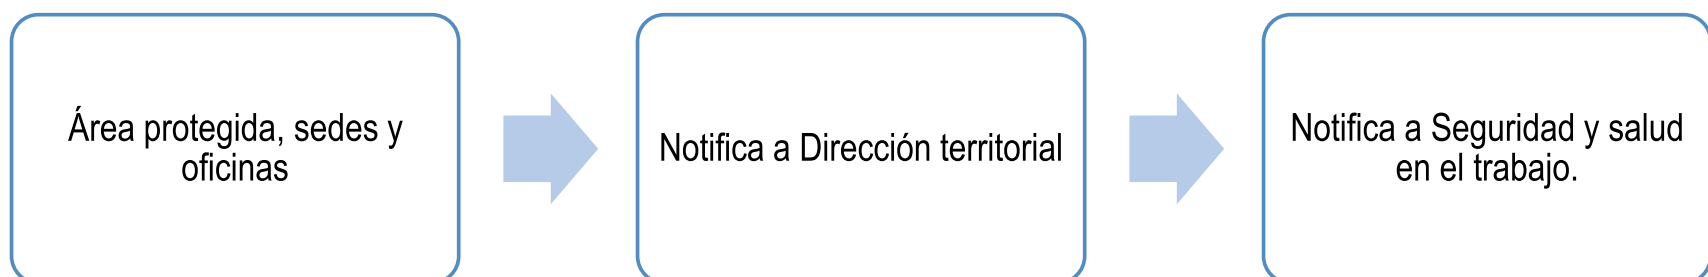 Área protegida, sedes y
oficinas
Notifica a Dirección territorial
Notifica a Seguridad y salud
en el trabajo.